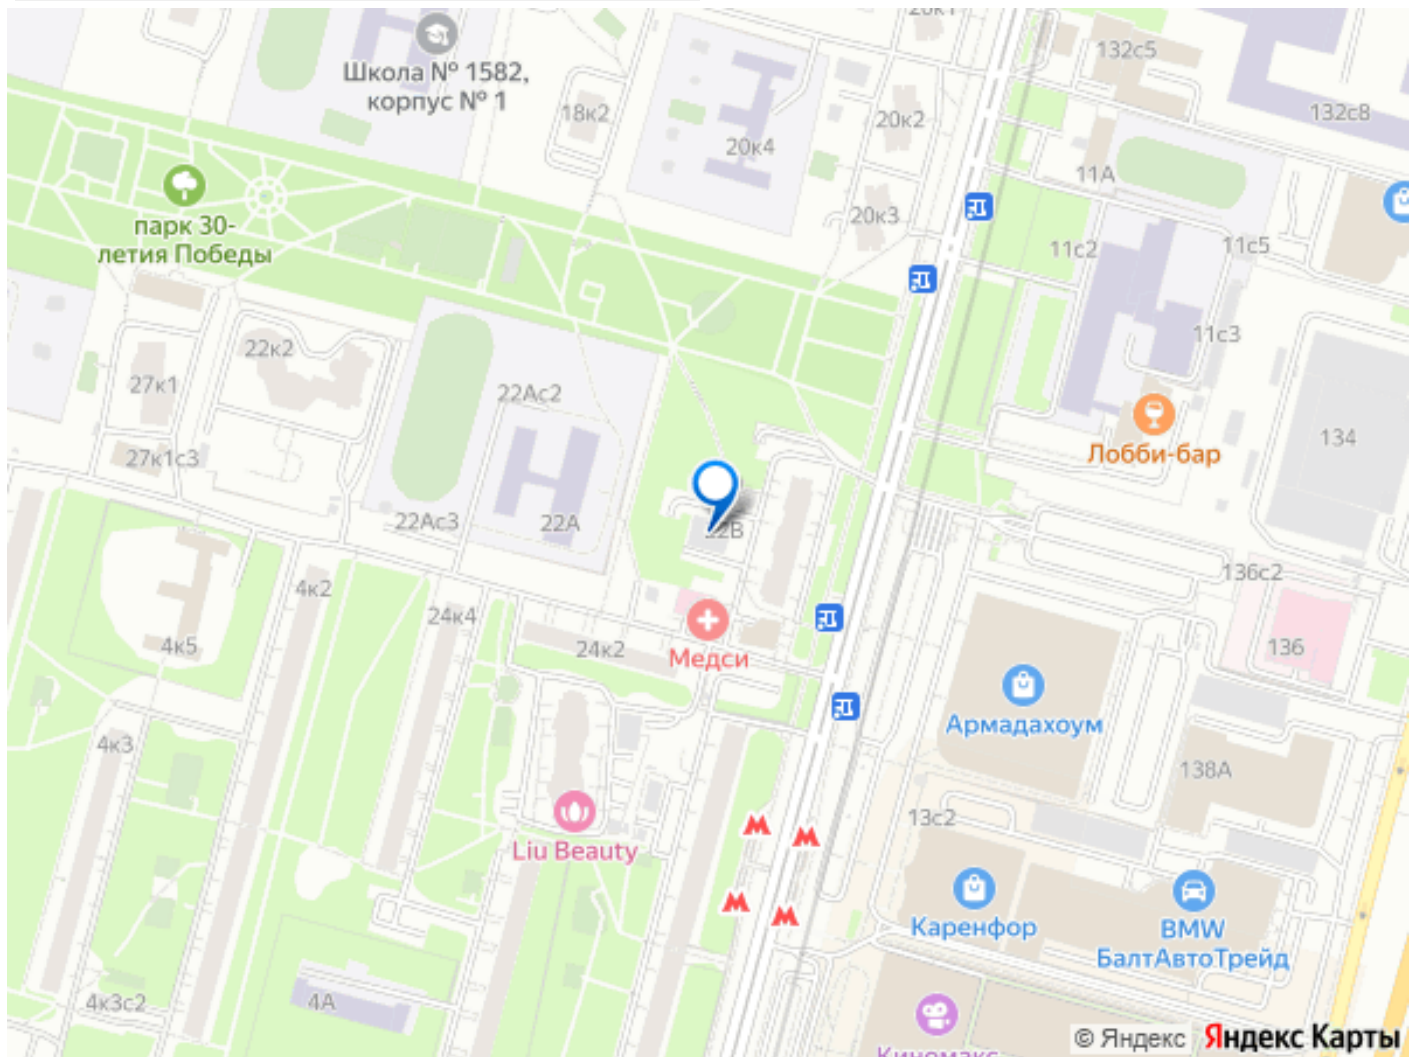 20к1
132с5
Школа № 1582,
корпус № 1
18к2
20к2
132с8
20к4
11А
20к3
парк 30-
летия Победы
11с2
11с5
22к2
11с3
27к1
22Ас2
134
Лобби-бар
27к1с3
22Ас3
22А
22В
136с2
4к2
24к4
4к5
24к2
Медси
136
Армадахоум
4к3
138А
13с2
Liu Beauty
Каренфор
BMW
БалтАвтоТрейд
4к3с2
4А
Киномакс
© Яндекс
Яндекс Карты